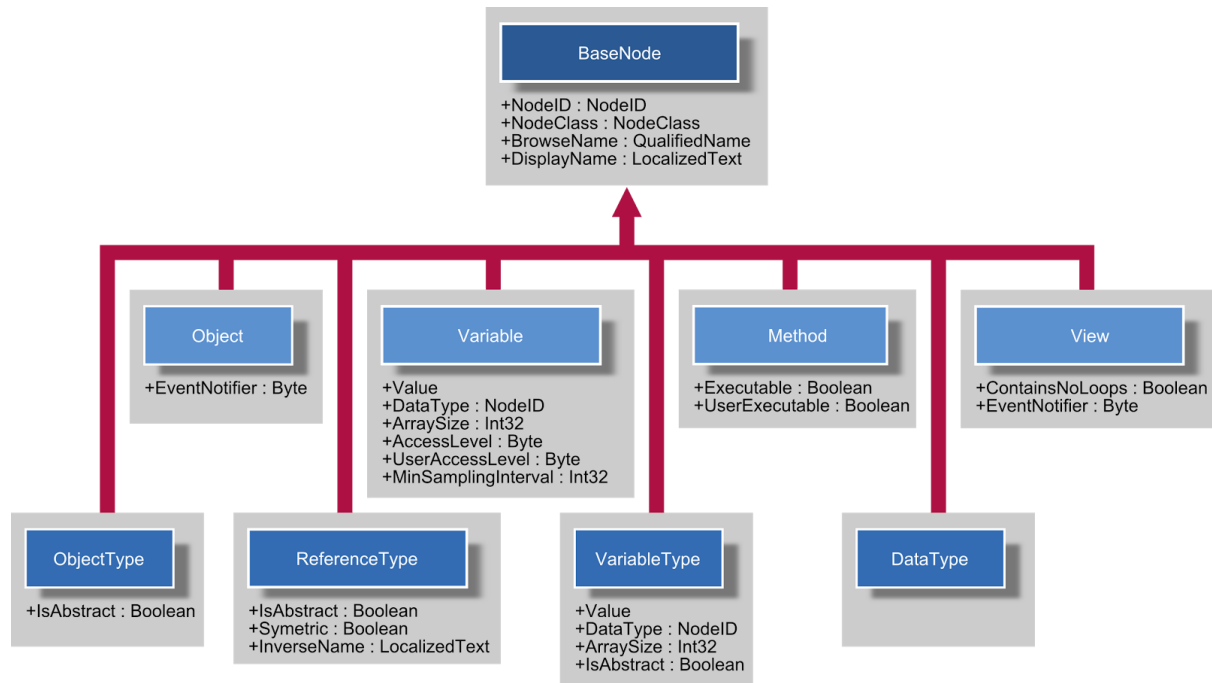 BaseNode
+NodeID : NodeID
+NodeClass : NodeClass
+BrowseName : QualifiedName
+DisplayName : LocalizedText
Object
+EventNotifier : Byte
Variable
+Value
+DataType : NodeID
+ArraySize : Int32
+AccessLevel : Byte
+UserAccessLevel : Byte
+MinSamplingInterval : Int32
Method
+Executable : Boolean
+UserExecutable : Boolean
View
+ContainsNoLoops : Boolean
+EventNotifier : Byte
ObjectType
+IsAbstract : Boolean
ReferenceType
+IsAbstract : Boolean
+Symetric : Boolean
+InverseName : LocalizedText
VariableType
+Value
+DataType : NodeID
+ArraySize : Int32
+IsAbstract : Boolean
DataType